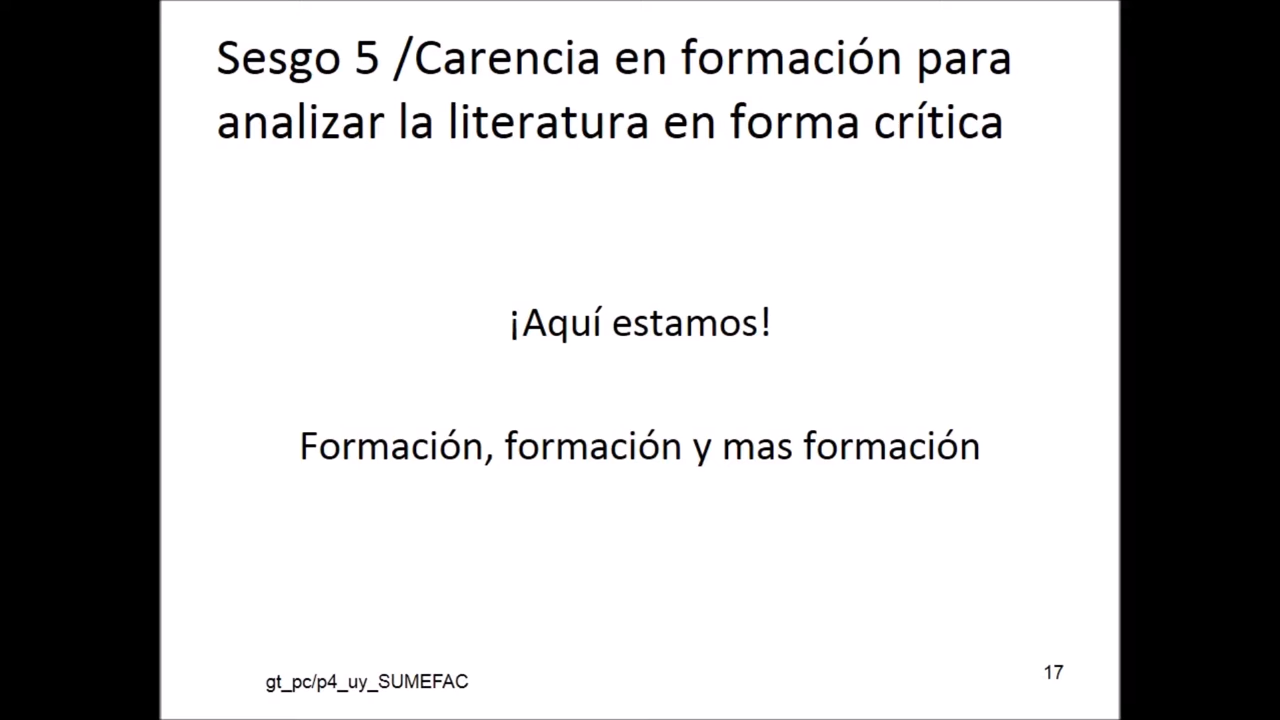 Sesgo 5 /Carencia en formación para
analizar la literatura en forma crítica
¡Aquí estamos!
Formación, formación y mas formación
gt_pc/p4_uy_SUMEFAC
17